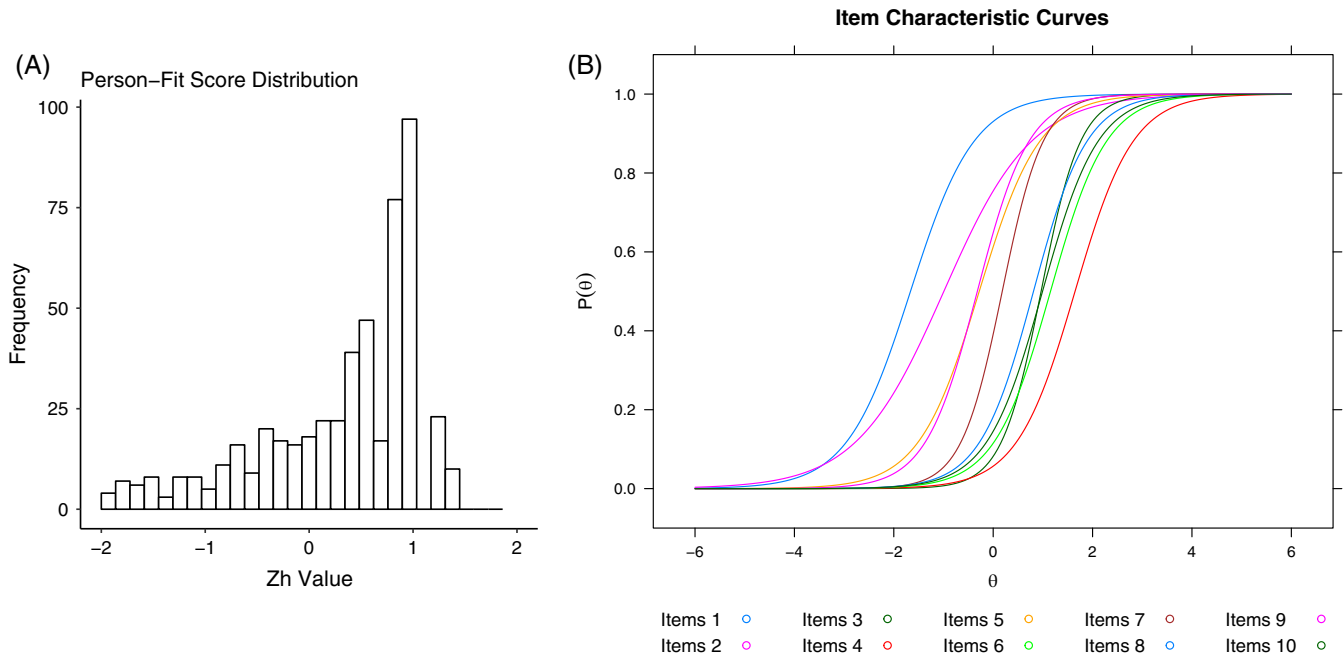 (A)
Person−Fit Score Distribution
100
75
50
25
0
Frequency
−2 −1 0 1 2
Zh Value
(B)
Item Characteristic Curves
1.0
0.8
0.6
0.4
0.2
0.0
P(θ)
−6 −4 −2 0 2 4 6
θ
Items 1 Items 3 Items 5 Items 7 Items 9
Items 2 Items 4 Items 6 Items 8 Items 10